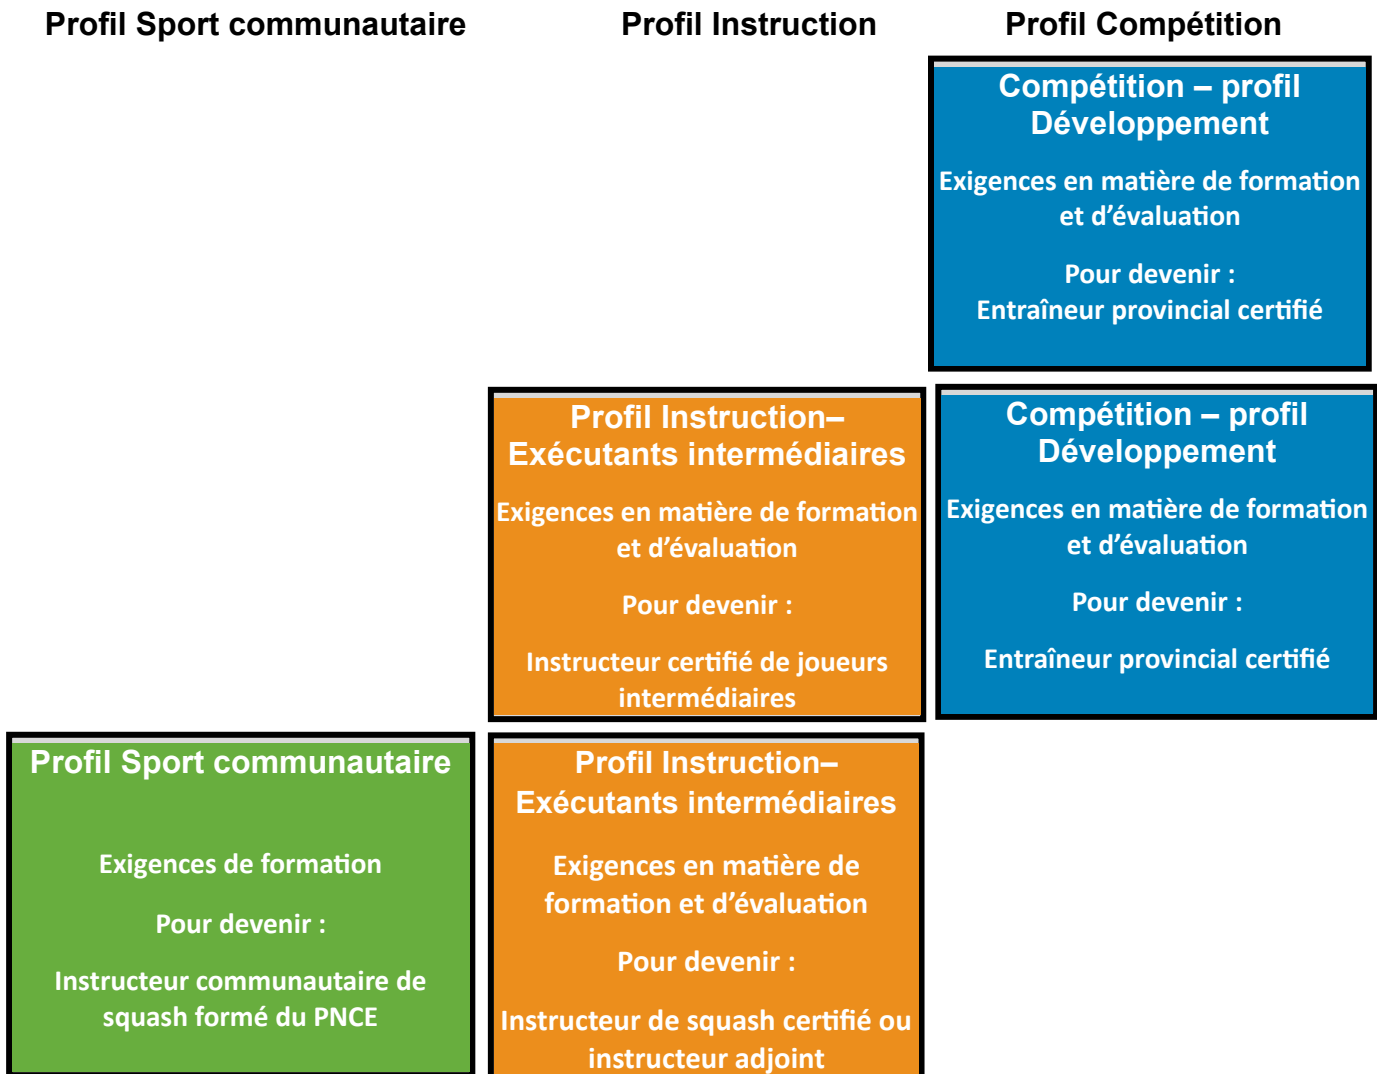 Profil Sport communautaire
Profil Instruction
Profil Compétition
Compétition – profil
Développement
Exigences en matière de formation
et d’évaluation
Pour devenir :
Entraîneur provincial certifié
Profil Instruction–
Exécutants intermédiaires
Exigences en matière de formation
et d’évaluation
Pour devenir :
Instructeur certifié de joueurs
intermédiaires
Compétition – profil
Développement
Exigences en matière de formation
et d’évaluation
Pour devenir :
Entraîneur provincial certifié
Profil Sport communautaire
Exigences de formation
Pour devenir :
Instructeur communautaire de
squash formé du PNCE
Profil Instruction–
Exécutants intermédiaires
Exigences en matière de
formation et d’évaluation
Pour devenir :
Instructeur de squash certifié ou
instructeur adjoint